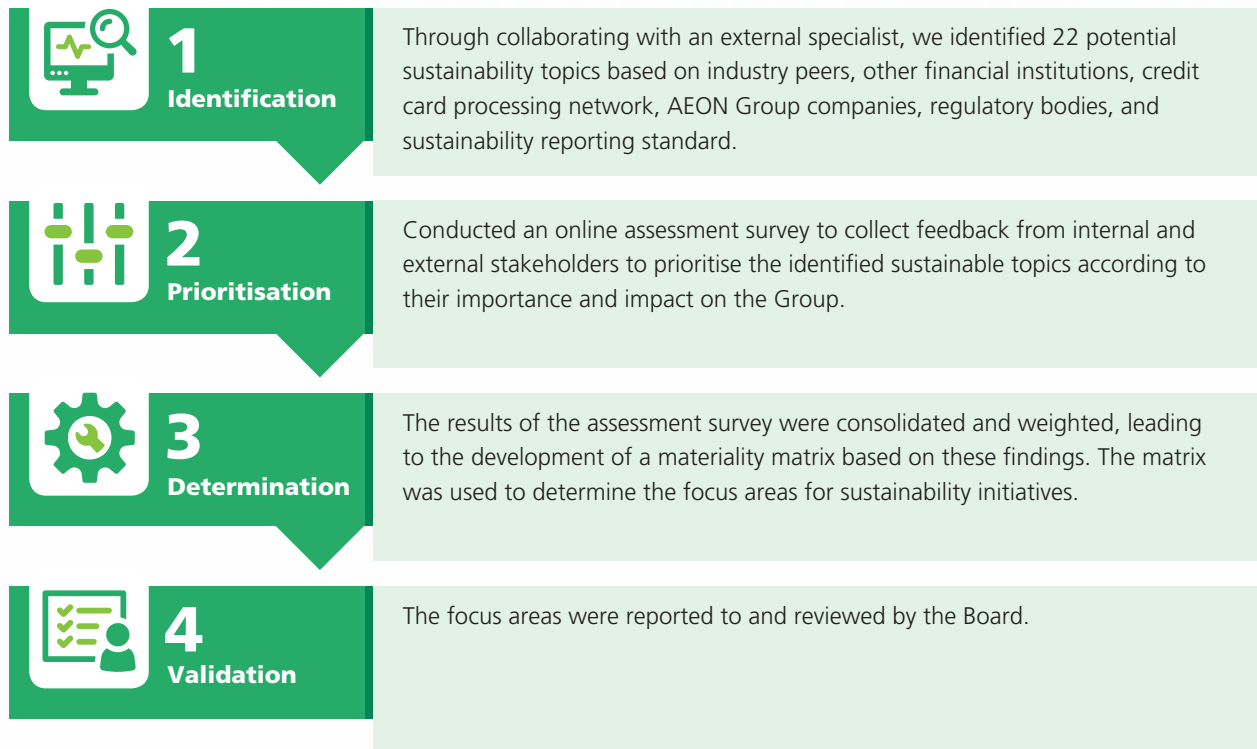 1
Identification
Through collaborating with an external specialist, we identified 22 potential
sustainability topics based on industry peers, other financial institutions, credit
card processing network, AEON Group companies, regulatory bodies, and
sustainability reporting standard.
2
Prioritisation
Conducted an online assessment survey to collect feedback from internal and
external stakeholders to prioritise the identified sustainable topics according to
their importance and impact on the Group.
3
Determination
The results of the assessment survey were consolidated and weighted, leading
to the development of a materiality matrix based on these findings. The matrix
was used to determine the focus areas for sustainability initiatives.
4
Validation
The focus areas were reported to and reviewed by the Board.